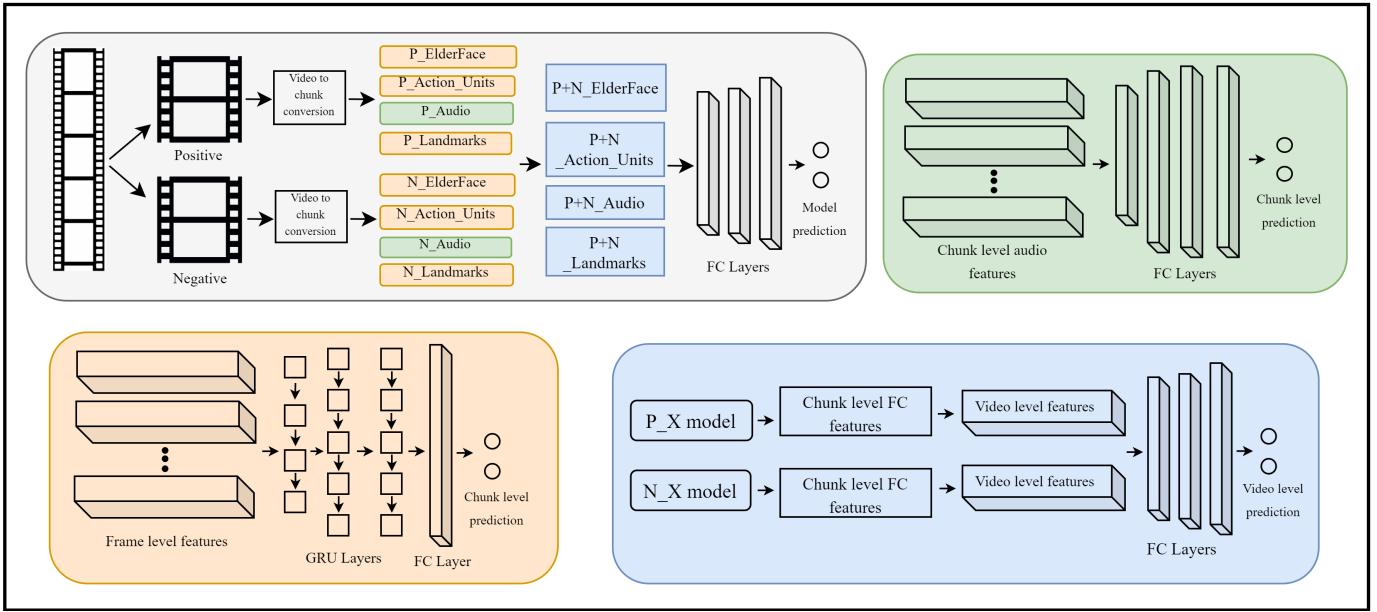 Positive
Negative
Video to
chunk
conversion
Video to
chunk
conversion
P_ElderFace
P_Action_Units
P_Audio
P_Landmarks
N_ElderFace
N_Action_Units
N_Audio
N_Landmarks
P+N_ElderFace
P+N
_Action_Units
P+N_Audio
P+N
_Landmarks
FC Layers
Model
prediction
Chunk level audio
features
FC Layers
Chunk level
prediction
Frame level features
GRU Layers
FC Layer
Chunk level
prediction
P_X model
Chunk level FC
features
Video level features
N_X model
Chunk level FC
features
Video level features
FC Layers
Video level
prediction